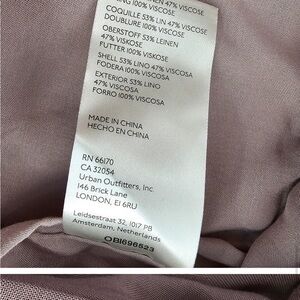 100% VISCOSE
COQUILLE 53% LIN 47% VISCOSE
DOUBLURE 100% VISCOSE
OBERSTOFF 53% LEINEN
47% VISKOSE
FUTTER 100% VISKOSE
SHELL 53% LINO 47% VISCOSA
FODERA 100% VISCOSA
EXTERIOR 53% LINO
47% VISCOSA
FORRO 100% VISCOSA
MADE IN CHINA
HECHO EN CHINA
RN 66170
CA 32054
Urban Outfitters, Inc.
146 Brick Lane
LONDON, E1 6RU
Leidsestraat 32, 1017 PB
Amsterdam, Netherlands
OBI696523